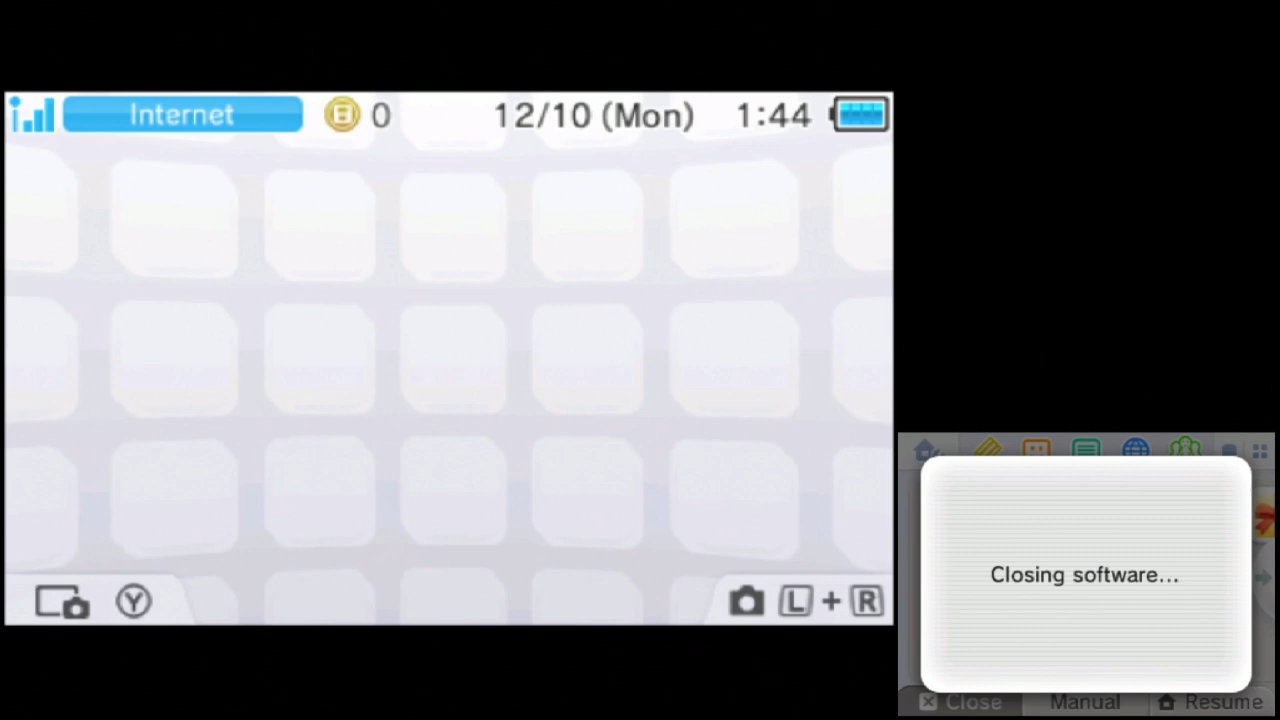 Internet 0 12/10 (Mon) 1:44
Y L + R
Closing software...
Close Manual Resume